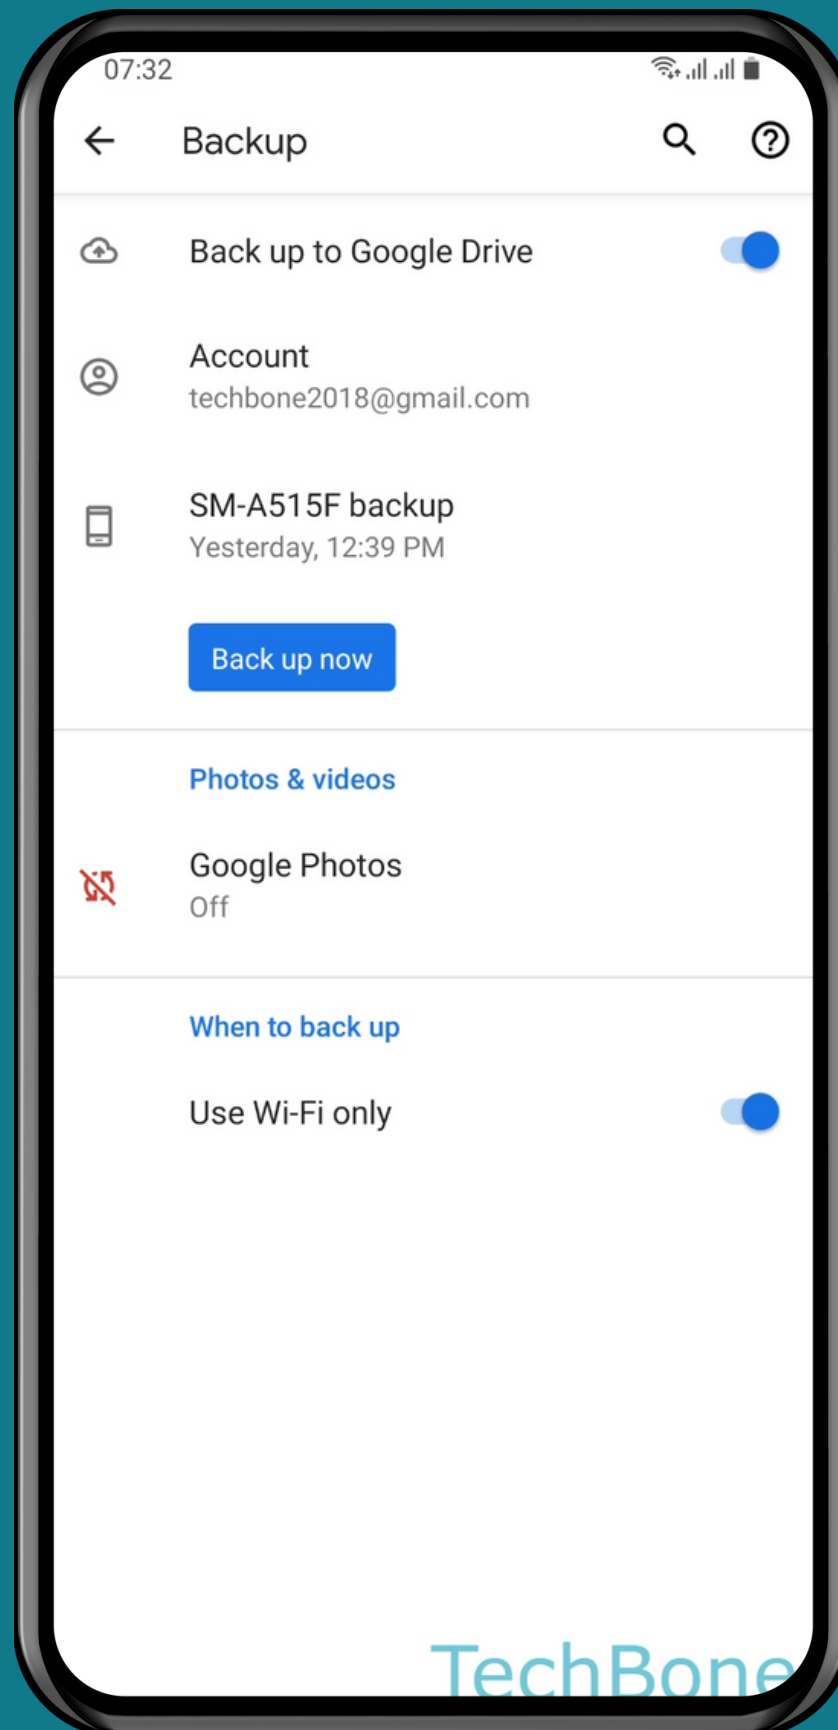 07:32
Backup
Back up to Google Drive
Account
techbone2018@gmail.com
SM-A515F backup
Yesterday, 12:39 PM
Back up now
Photos & videos
Google Photos
Off
When to back up
Use Wi-Fi only
TechBone